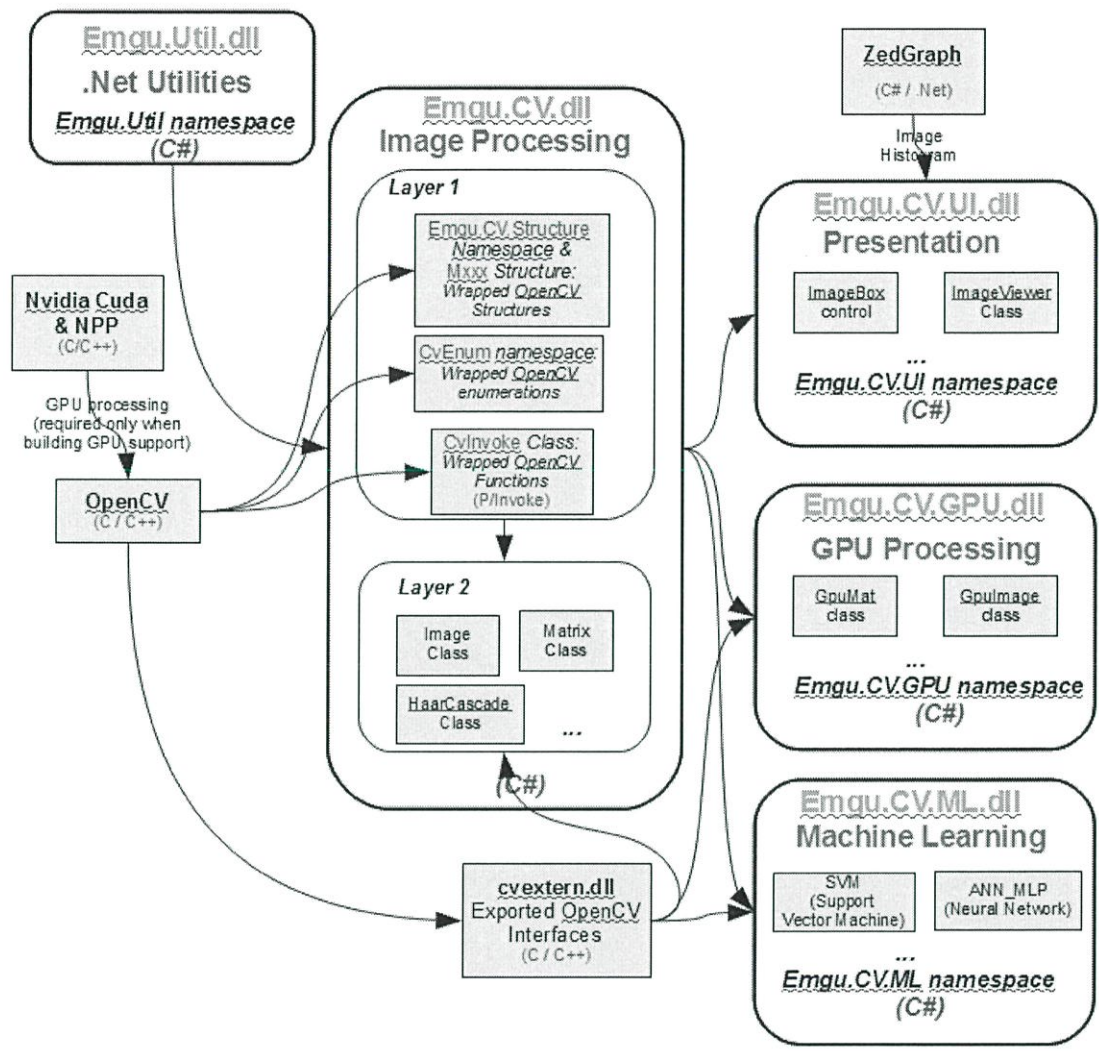 Emgu.Util.dll
.Net Utilities
Emgu.Util namespace
(C#)
Nvidia Cuda
& NPP
(C/C++)
GPU processing
(required only when
building GPU support)
OpenCV
(C / C++)
Emgu.CV.dll
Image Processing
Layer 1
Emgu.CV.Structure
Namespace &
Mxxx Structure:
Wrapped OpenCV
Structures
CvEnum namespace:
Wrapped OpenCV
enumerations
CvInvoke Class:
Wrapped OpenCV
Functions
(P/Invoke)
Layer 2
Image
Class
Matrix
Class
HaarCascade
Class
...
(C#)
cvextern.dll
Exported OpenCV
Interfaces
(C / C++)
ZedGraph
(C# / .Net)
Image
Histogram
Emgu.CV.UI.dll
Presentation
ImageBox
control
ImageViewer
Class
...
Emgu.CV.UI namespace
(C#)
Emgu.CV.GPU.dll
GPU Processing
GpuMat
class
GpuImage
class
...
Emgu.CV.GPU namespace
(C#)
Emgu.CV.ML.dll
Machine Learning
SVM
(Support
Vector Machine)
ANN_MLP
(Neural Network)
...
Emgu.CV.ML namespace
(C#)